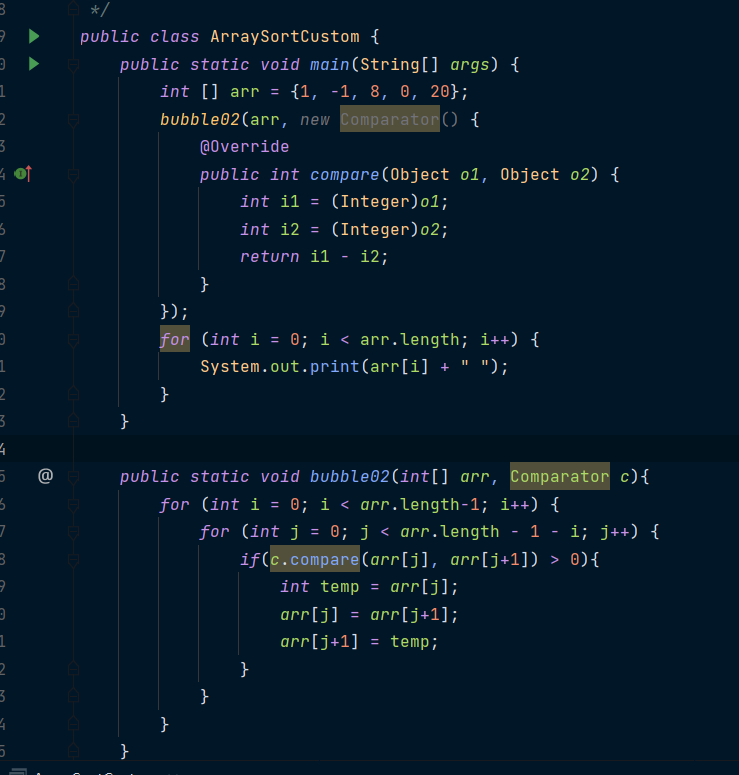 8 */
9 public class ArraySortCustom {
0 public static void main(String[] args) {
1 int [] arr = {1, -1, 8, 0, 20};
2 bubble02(arr, new Comparator() {
3 @Override
4 public int compare(Object o1, Object o2) {
5 int i1 = (Integer)o1;
6 int i2 = (Integer)o2;
7 return i1 - i2;
8 }
9 });
0 for (int i = 0; i < arr.length; i++) {
1 System.out.print(arr[i] + " ");
2 }
3 }
4
5 @ public static void bubble02(int[] arr, Comparator c){
6 for (int i = 0; i < arr.length-1; i++) {
7 for (int j = 0; j < arr.length - 1 - i; j++) {
8 if(c.compare(arr[j], arr[j+1]) > 0){
9 int temp = arr[j];
0 arr[j] = arr[j+1];
1 arr[j+1] = temp;
2 }
3 }
4 }
5 }